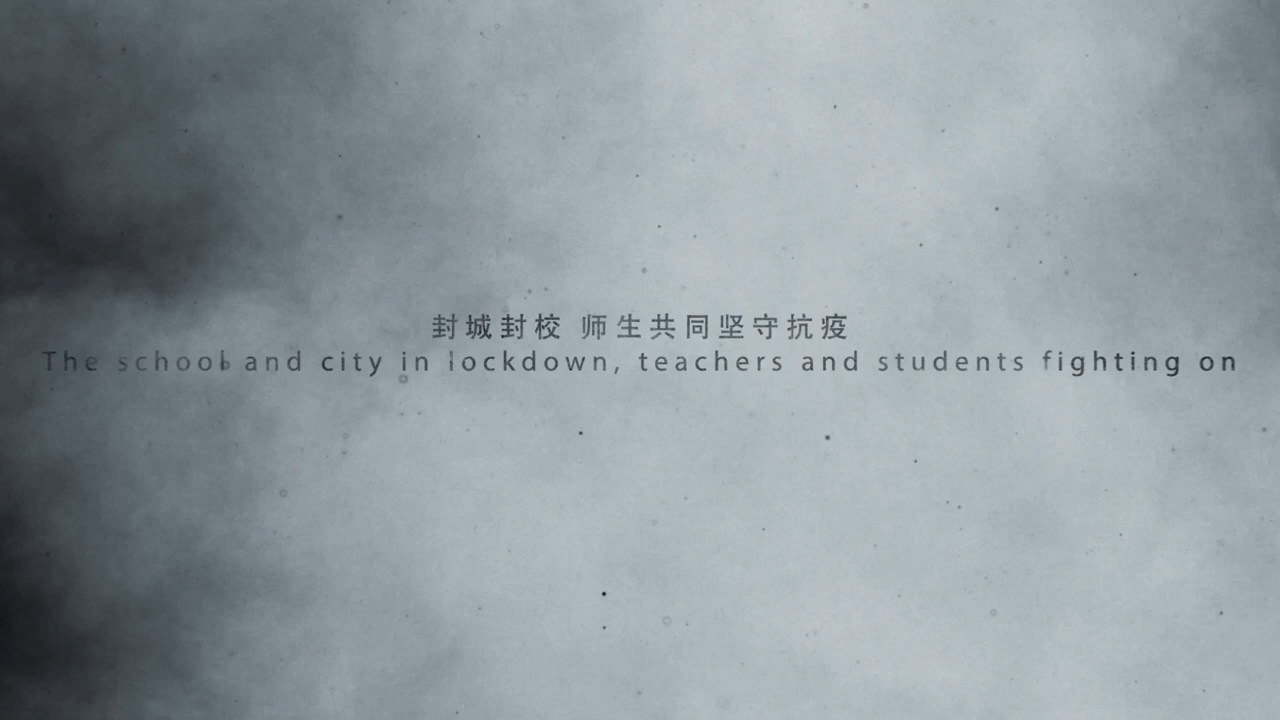 封城封校 师生共同坚守抗疫
The school and city in lockdown, teachers and students fighting on